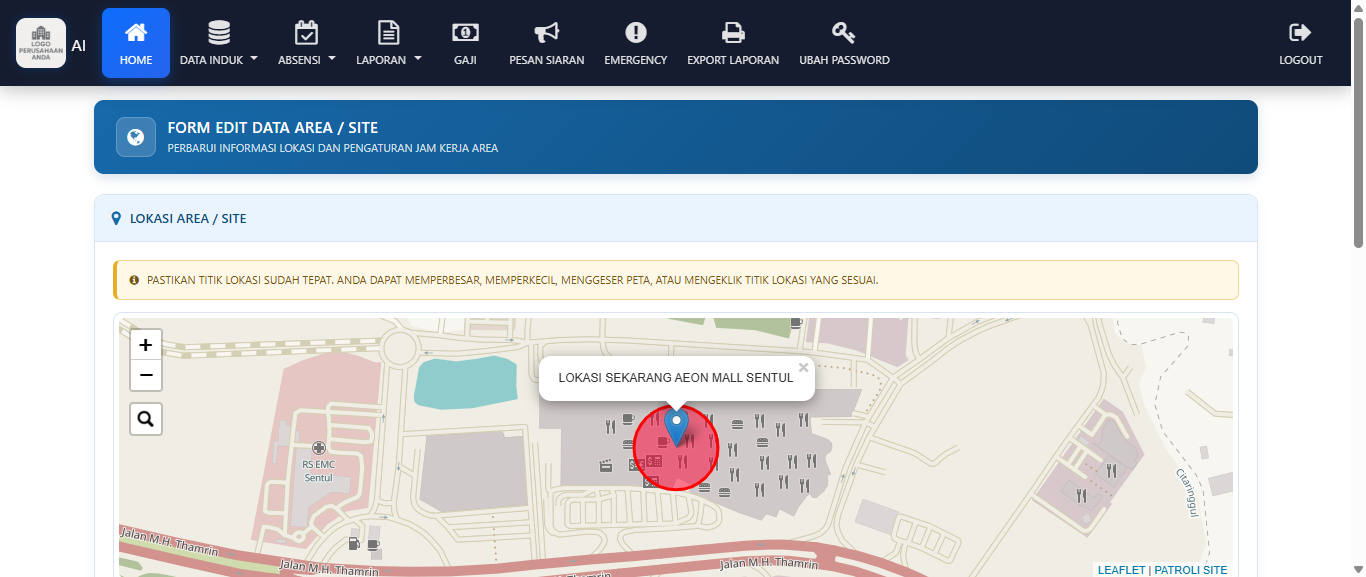 LOGO
PERUSAHAAN
ANDA
AI
HOME
DATA INDUK
ABSENSI
LAPORAN
GAJI
PESAN SIARAN
EMERGENCY
EXPORT LAPORAN
UBAH PASSWORD
LOGOUT
FORM EDIT DATA AREA / SITE
PERBARUI INFORMASI LOKASI DAN PENGATURAN JAM KERJA AREA
LOKASI AREA / SITE
PASTIKAN TITIK LOKASI SUDAH TEPAT. ANDA DAPAT MEMPERBESAR, MEMPERKECIL, MENGGESER PETA, ATAU MENGEKLIK TITIK LOKASI YANG SESUAI.
+
−
LOKASI SEKARANG AEON MALL SENTUL
×
RS EMC
Sentul
Citaringgul
Jalan M.H. Thamrin
Jalan M.H. Thamrin
Jalan M.H. Thamrin
LEAFLET | PATROLI SITE